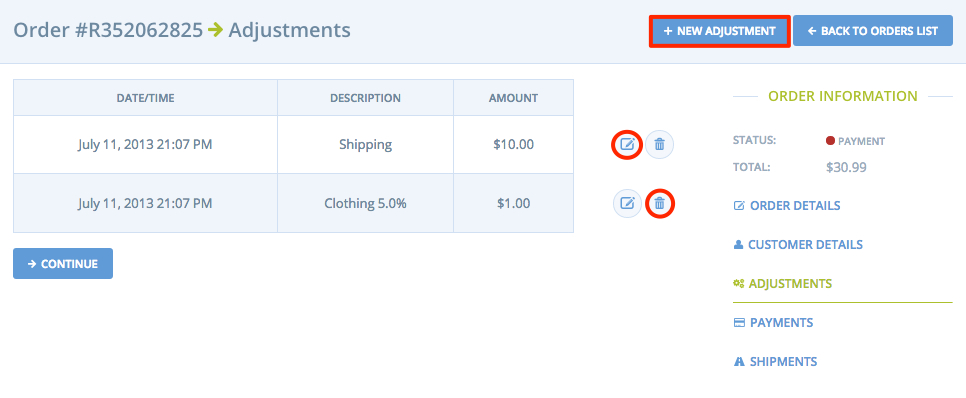 Order #R352062825 → Adjustments
+ NEW ADJUSTMENT
← BACK TO ORDERS LIST
DATE/TIME DESCRIPTION AMOUNT
July 11, 2013 21:07 PM Shipping $10.00
July 11, 2013 21:07 PM Clothing 5.0% $1.00
→ CONTINUE
ORDER INFORMATION
STATUS: PAYMENT
TOTAL: $30.99
ORDER DETAILS
CUSTOMER DETAILS
ADJUSTMENTS
PAYMENTS
SHIPMENTS